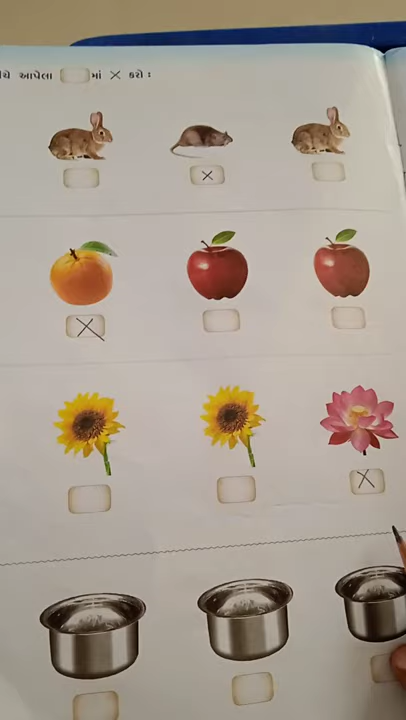 આપેલા માં × કરો :
×
×
×